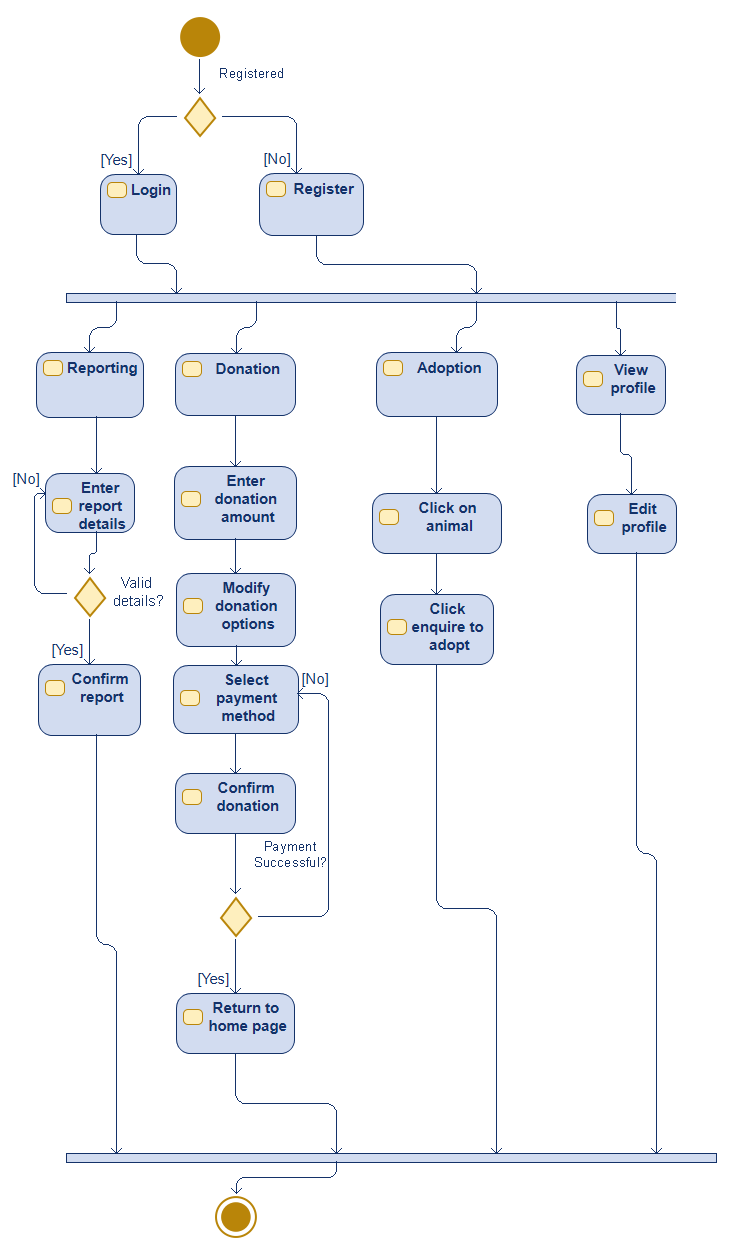 Registered
[Yes]
[No]
Login
Register
Reporting
Donation
Adoption
View
profile
[No]
Enter
report
details
Enter
donation
amount
Click on
animal
Edit
profile
Valid
details?
Modify
donation
options
Click
enquire to
adopt
[Yes]
Confirm
report
Select
payment
method
[No]
Confirm
donation
Payment
Successful?
[Yes]
Return to
home page